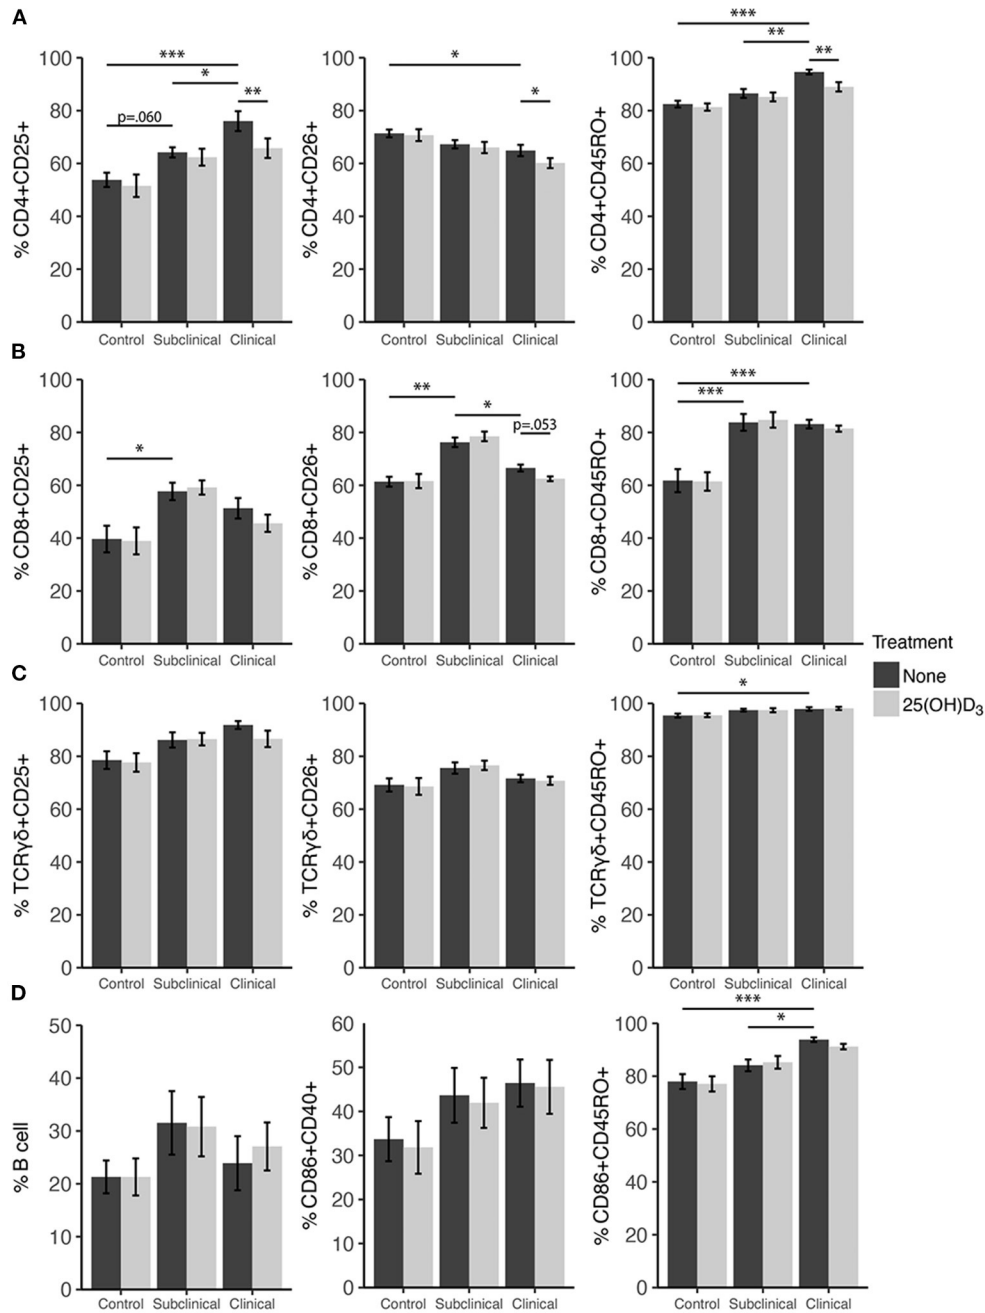 A
% CD4+CD25+
100
80
60
40
20
0
***
*
**
p=.060
Control Subclinical Clinical
% CD4+CD26+
100
80
60
40
20
0
*
*
Control Subclinical Clinical
% CD4+CD45RO+
100
80
60
40
20
0
***
**
**
Control Subclinical Clinical
B
% CD8+CD25+
100
80
60
40
20
0
*
Control Subclinical Clinical
% CD8+CD26+
100
80
60
40
20
0
**
*
p=.053
Control Subclinical Clinical
% CD8+CD45RO+
100
80
60
40
20
0
***
***
Control Subclinical Clinical
Treatment
None
25(OH)D₃
C
% TCRγδ+CD25+
100
80
60
40
20
0
Control Subclinical Clinical
% TCRγδ+CD26+
100
80
60
40
20
0
Control Subclinical Clinical
% TCRγδ+CD45RO+
100
80
60
40
20
0
*
Control Subclinical Clinical
D
% B cell
50
40
30
20
10
0
Control Subclinical Clinical
% CD86+CD40+
60
50
40
30
20
10
0
Control Subclinical Clinical
% CD86+CD45RO+
100
80
60
40
20
0
***
*
Control Subclinical Clinical